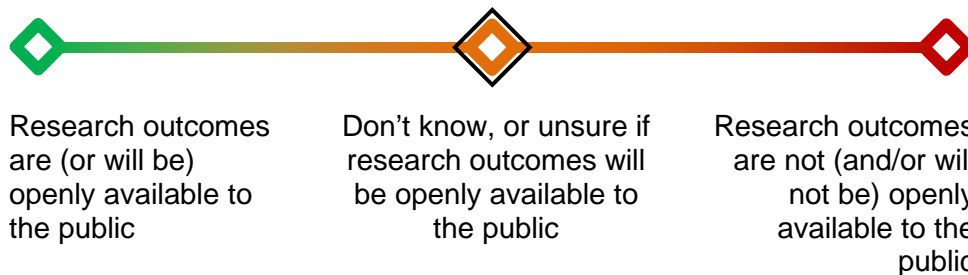 Research outcomes
are (or will be)
openly available to
the public
Don’t know, or unsure if
research outcomes will
be openly available to
the public
Research outcomes
are not (and/or will
not be) openly
available to the
public